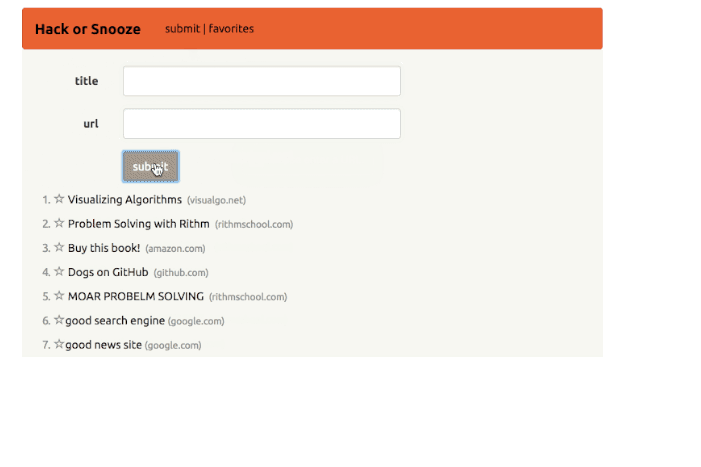 Hack or Snooze submit | favorites
title
url
submit
1. ☆ Visualizing Algorithms (visualgo.net)
2. ☆ Problem Solving with Rithm (rithmschool.com)
3. ☆ Buy this book! (amazon.com)
4. ☆ Dogs on GitHub (github.com)
5. ☆ MOAR PROBELM SOLVING (rithmschool.com)
6. ☆good search engine (google.com)
7. ☆good news site (google.com)